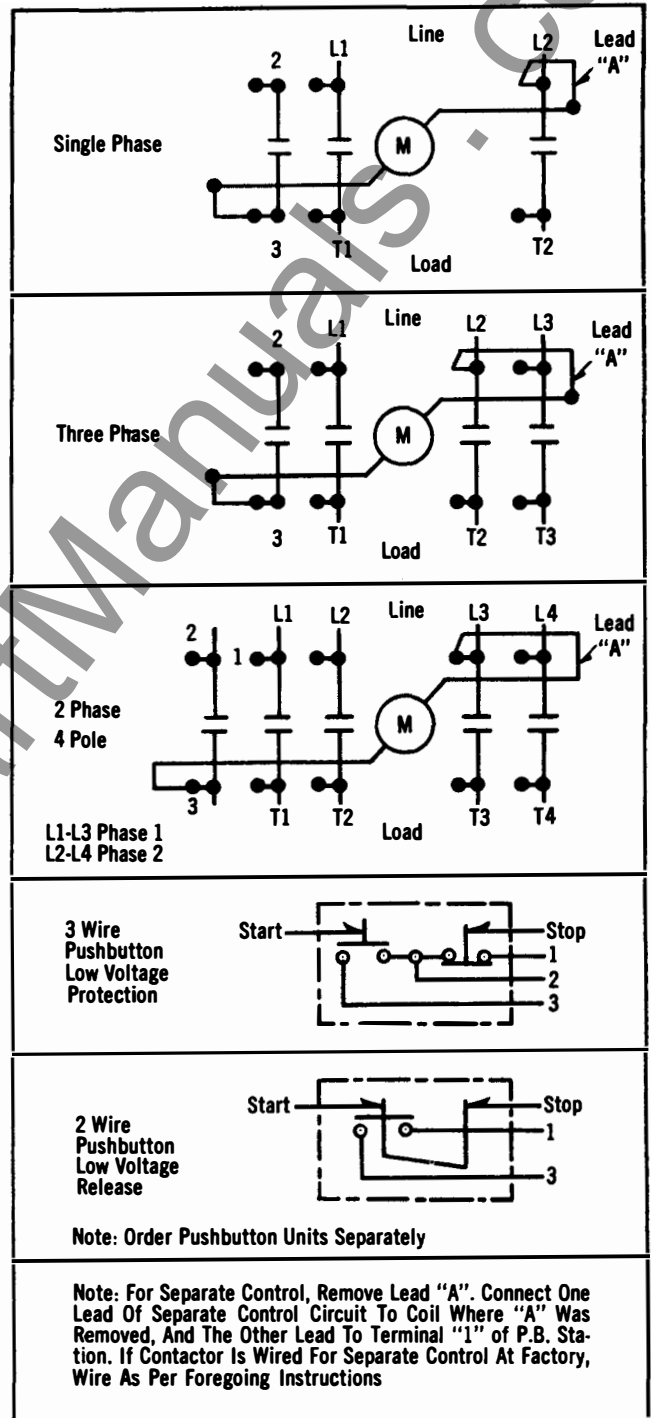 Line
2
L1
L2
Lead
"A"
Single Phase
M
3
T1
T2
Load
Line
2
L1
L2
L3
Lead
"A"
Three Phase
M
3
T1
T2
T3
Load
Line
2
1
L1
L2
L3
L4
Lead
"A"
2 Phase
4 Pole
M
3
T1
T2
T3
T4
Load
L1-L3 Phase 1
L2-L4 Phase 2
3 Wire
Pushbutton
Low Voltage
Protection
Start
Stop
1
2
3
2 Wire
Pushbutton
Low Voltage
Release
Start
Stop
1
3
Note: Order Pushbutton Units Separately
Note: For Separate Control, Remove Lead "A". Connect One
Lead Of Separate Control Circuit To Coil Where "A" Was
Removed, And The Other Lead To Terminal "1" of P.B. Sta-
tion. If Contactor Is Wired For Separate Control At Factory,
Wire As Per Foregoing Instructions